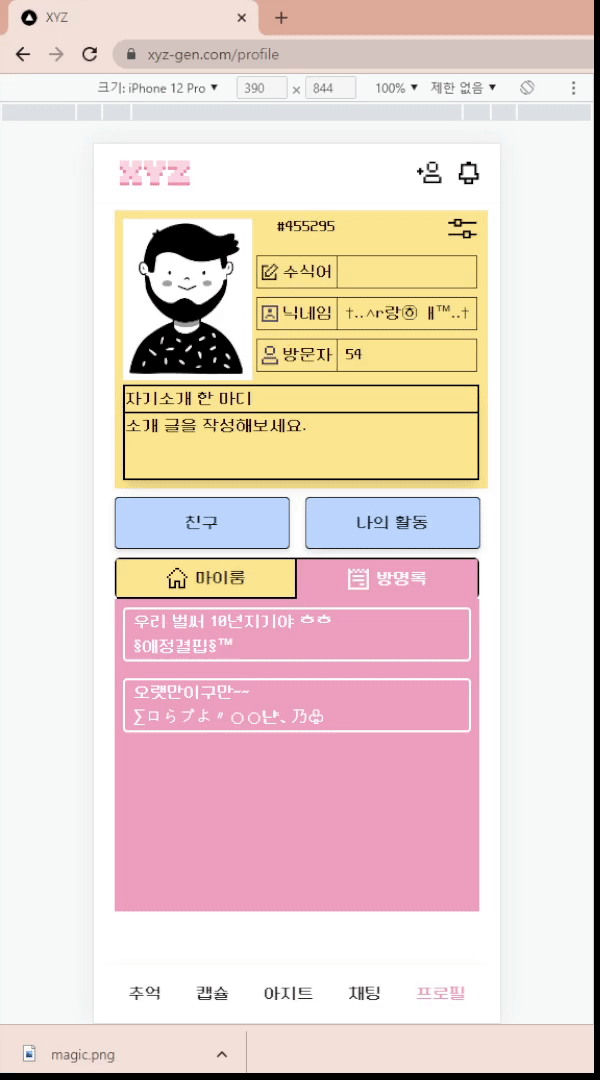 XYZ
xyz-gen.com/profile
크기: iPhone 12 Pro ▼ 390 x 844 100% ▼ 제한 없음 ▼
XYZ
#455295
수식어
닉네임 †..ㅅr랑ⓗ ㅐ™..†
방문자 54
자기소개 한 마디
소개 글을 작성해보세요.
친구 나의 활동
마이룸 방명록
우리 벌써 10년지기야 ㅎㅎ
§애정결핍§™
오랫만이구만~~
∑ロらプよ〃○○난、乃♧
추억 캡슐 아지트 채팅 프로필
magic.png